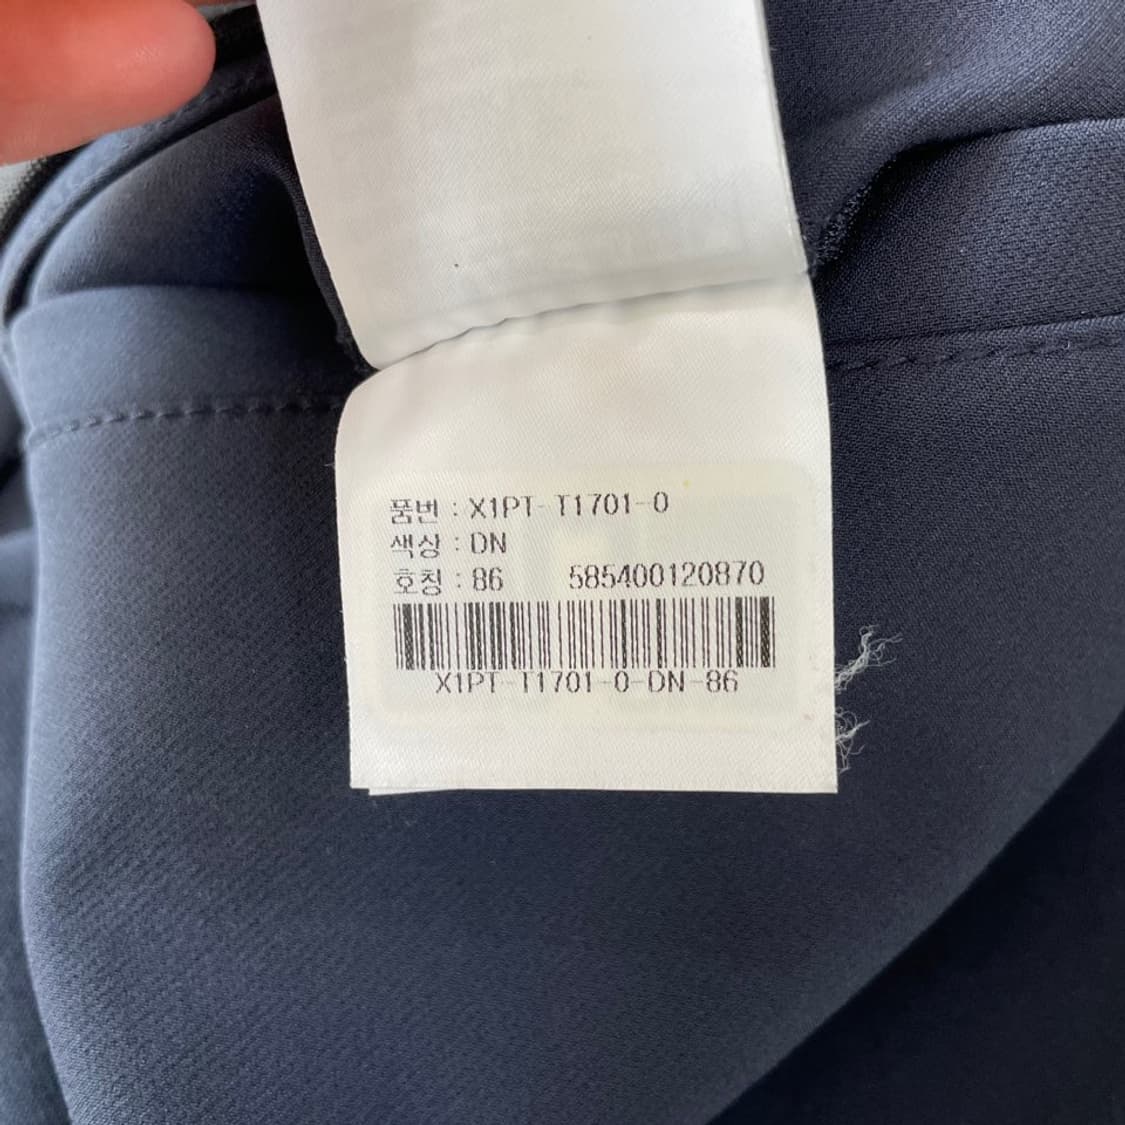 품번 : X1PT-T1701-0
색상 : DN
호칭 : 86 585400120870
X1PT-T1701-0-DN-86